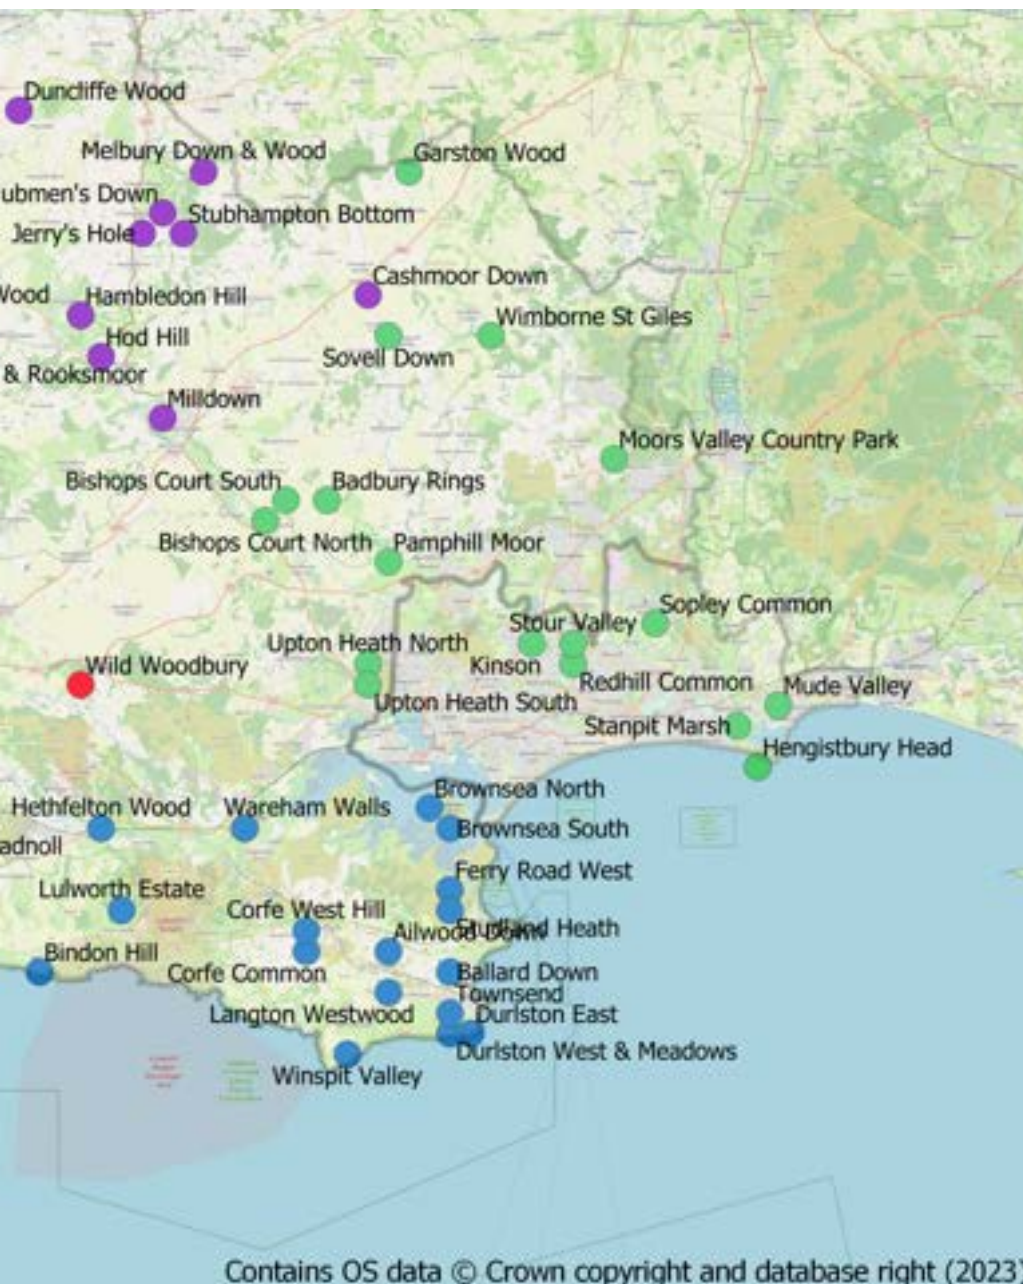 Duncliffe Wood
Melbury Down & Wood
Garston Wood
ubmen's Down
Stubhampton Bottom
Jerry's Hole
Cashmoor Down
Wood
Hambledon Hill
Wimborne St Giles
Hod Hill
Sovell Down
& Rooksmoor
Milldown
Moors Valley Country Park
Bishops Court South
Badbury Rings
Bishops Court North
Pamphill Moor
Sopley Common
Stour Valley
Upton Heath North
Kinson
Wild Woodbury
Redhill Common
Mude Valley
Upton Heath South
Stanpit Marsh
Hengistbury Head
Brownsea North
Hethfelton Wood
Wareham Walls
Brownsea South
adnoll
Ferry Road West
Lulworth Estate
Corfe West Hill
Studland Heath
Ailwood Down
Bindon Hill
Corfe Common
Ballard Down
Townsend
Langton Westwood
Durlston East
Durlston West & Meadows
Winspit Valley
Contains OS data © Crown copyright and database right (2023)